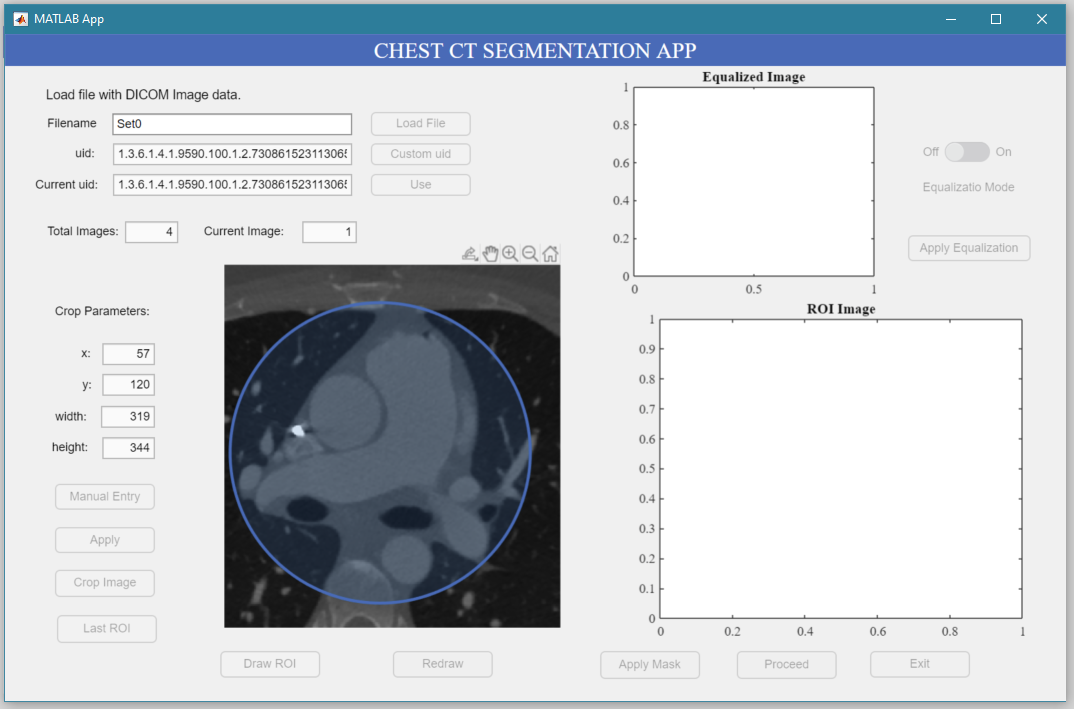 MATLAB App
CHEST CT SEGMENTATION APP
Load file with DICOM Image data.
Filename Set0 Load File
uid: 1.3.6.1.4.1.9590.100.1.2.7308615231130 Custom uid
Current uid: 1.3.6.1.4.1.9590.100.1.2.7308615231130 Use
Total Images: 4 Current Image: 1
Crop Parameters:
x: 57
y: 120
width: 319
height: 344
Manual Entry
Apply
Crop Image
Last ROI
Draw ROI Redraw
Equalized Image
1
0.8
0.6
0.4
0.2
0
0 0.5 1
Off On
Equalizatio Mode
Apply Equalization
ROI Image
1
0.9
0.8
0.7
0.6
0.5
0.4
0.3
0.2
0.1
0
0 0.2 0.4 0.6 0.8 1
Apply Mask Proceed Exit